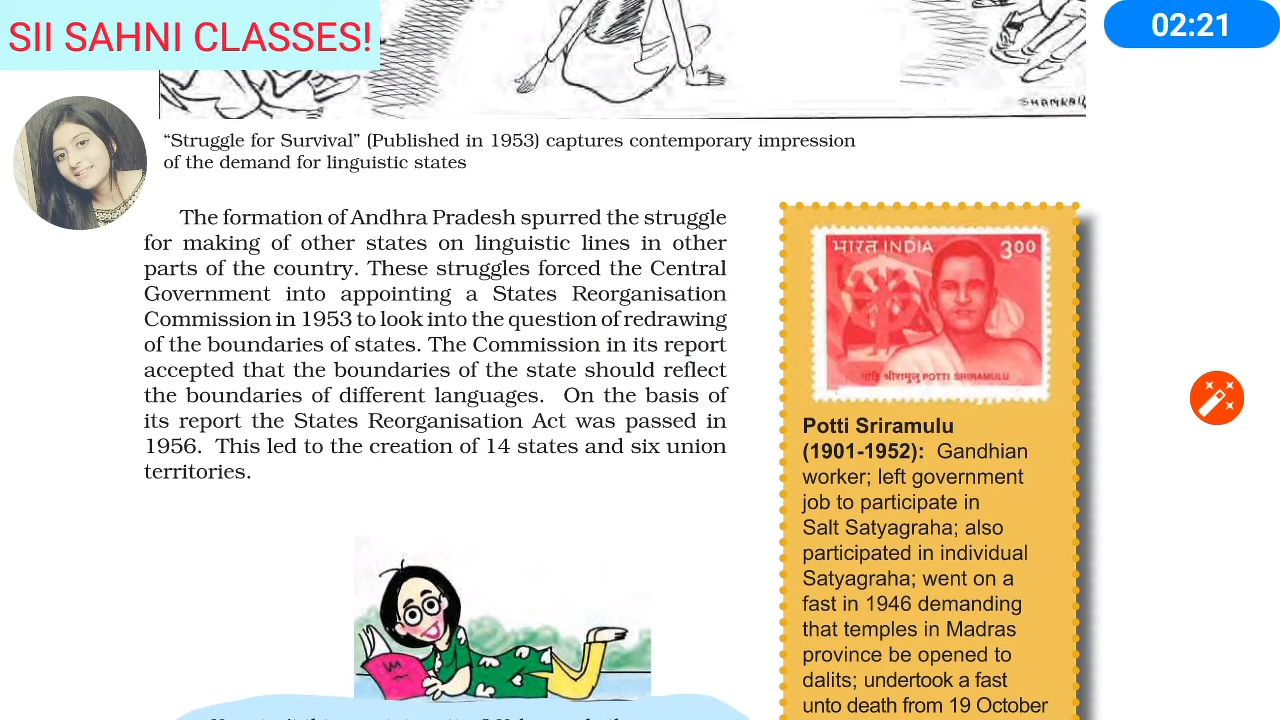 SII SAHNI CLASSES!
02:21
SHANKAR
“Struggle for Survival” (Published in 1953) captures contemporary impression
of the demand for linguistic states
The formation of Andhra Pradesh spurred the struggle
for making of other states on linguistic lines in other
parts of the country. These struggles forced the Central
Government into appointing a States Reorganisation
Commission in 1953 to look into the question of redrawing
of the boundaries of states. The Commission in its report
accepted that the boundaries of the state should reflect
the boundaries of different languages. On the basis of
its report the States Reorganisation Act was passed in
1956. This led to the creation of 14 states and six union
territories.
भारत INDIA 3.00
पोट्टि श्रीरामुलु POTTI SRIRAMULU
Potti Sriramulu
(1901-1952): Gandhian
worker; left government
job to participate in
Salt Satyagraha; also
participated in individual
Satyagraha; went on a
fast in 1946 demanding
that temples in Madras
province be opened to
dalits; undertook a fast
unto death from 19 October